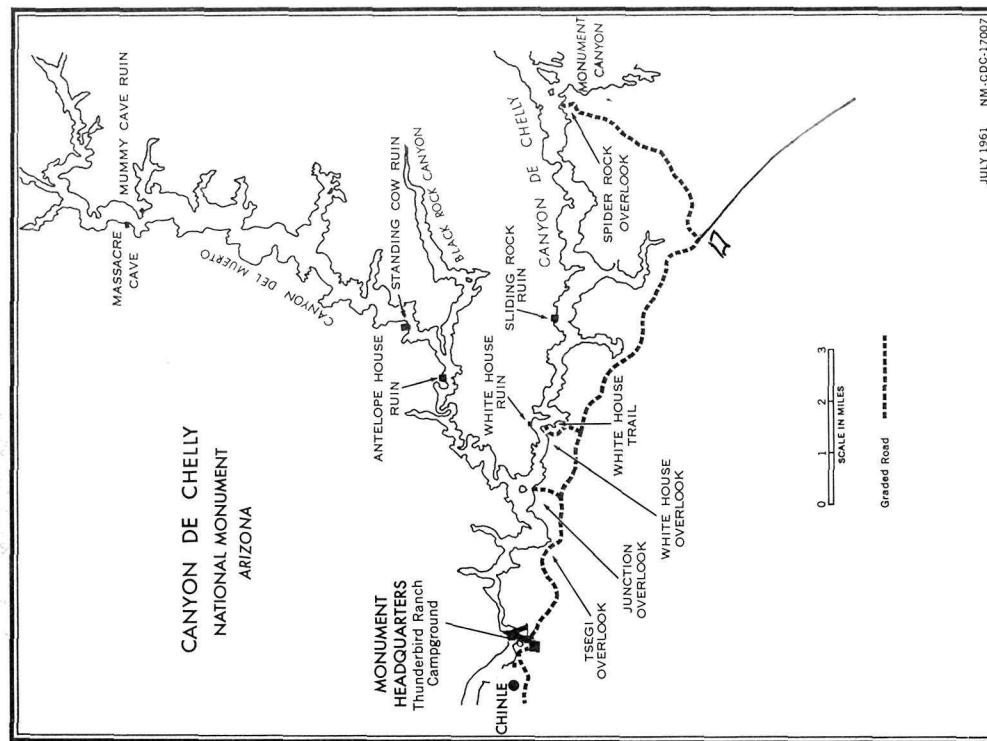 CANYON DE CHELLY
NATIONAL MONUMENT
ARIZONA
MASSACRE
CAVE
MUMMY CAVE RUIN
CANYON DEL MUERTO
STANDING COW RUIN
BLACK ROCK CANYON
ANTELOPE HOUSE
RUIN
WHITE HOUSE
RUIN
SLIDING ROCK
RUIN
CANYON DE CHELLY
MONUMENT
CANYON
SPIDER ROCK
OVERLOOK
MONUMENT
HEADQUARTERS
Thunderbird Ranch
Campground
CHINLE
TSEGI
OVERLOOK
JUNCTION
OVERLOOK
WHITE HOUSE
OVERLOOK
WHITE HOUSE
TRAIL
0 1 2 3
SCALE IN MILES
Graded Road
JULY 1961 NM-CDC-17007